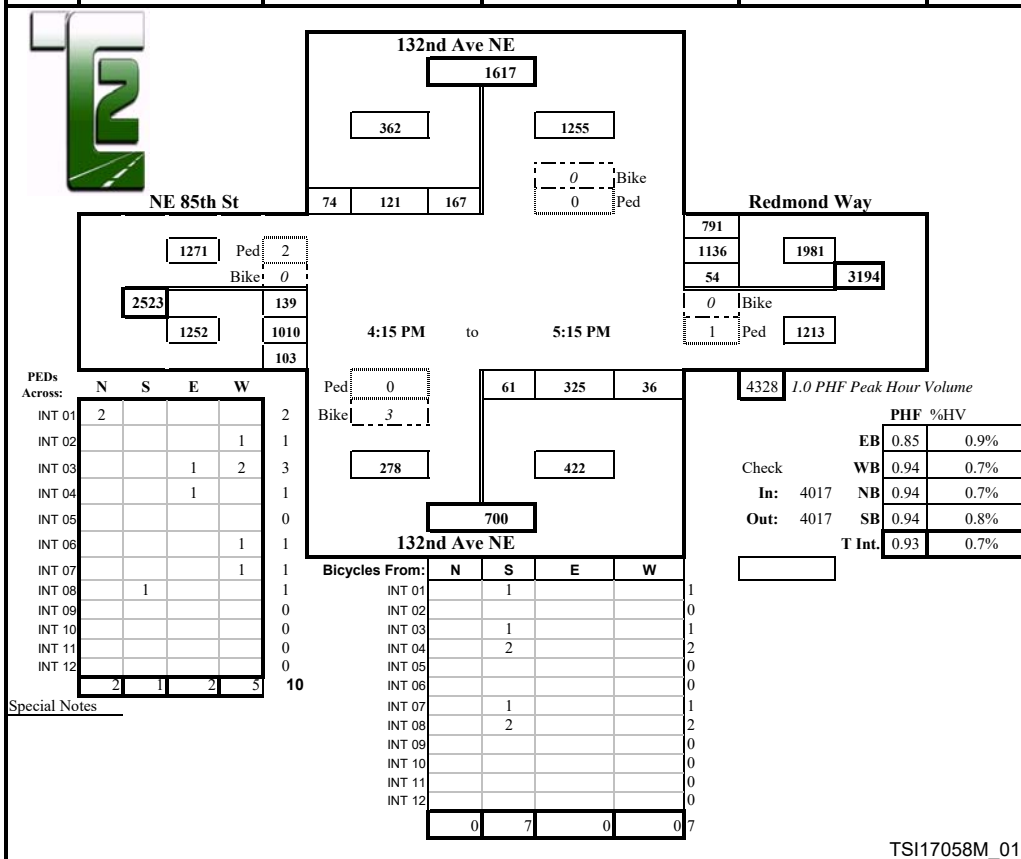 132nd Ave NE
1617
362 1255
0 Bike
0 Ped
NE 85th St 74 121 167 Redmond Way
791
1271 Ped 2 1136 1981
Bike 0 54 3194
2523 139 0 Bike
1252 1010 4:15 PM to 5:15 PM 1 Ped 1213
103
PEDs
Across: N S E W Ped 0 61 325 36 4328 1.0 PHF Peak Hour Volume
INT 01 2 2 Bike 3 PHF %HV
INT 02 1 1 EB 0.85 0.9%
INT 03 1 2 3 278 422 Check WB 0.94 0.7%
INT 04 1 1 In: 4017 NB 0.94 0.7%
INT 05 0 700 Out: 4017 SB 0.94 0.8%
INT 06 1 1 132nd Ave NE T Int. 0.93 0.7%
INT 07 1 1 Bicycles From: N S E W
INT 08 1 1 INT 01 1 1
INT 09 0 INT 02 0
INT 10 0 INT 03 1 1
INT 11 0 INT 04 2 2
INT 12 0 INT 05 0
2 1 2 5 10 INT 06 0
Special Notes INT 07 1 1
INT 08 2 2
INT 09 0
INT 10 0
INT 11 0
INT 12 0
0 7 0 0 7
TSI17058M_01